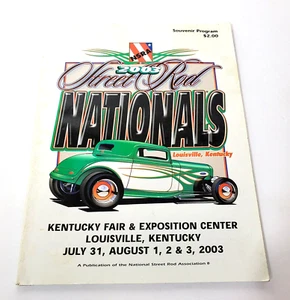 Souvenir Program
$2.00
NSRA
2003
Street Rod
NATIONALS
Louisville, Kentucky
KENTUCKY FAIR & EXPOSITION CENTER
LOUISVILLE, KENTUCKY
JULY 31, AUGUST 1, 2 & 3, 2003
A Publication of the National Street Rod Association